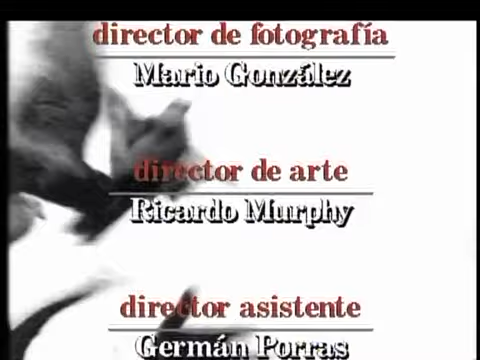 director de fotografía
Mario González
director de arte
Ricardo Murphy
director asistente
Germán Porras